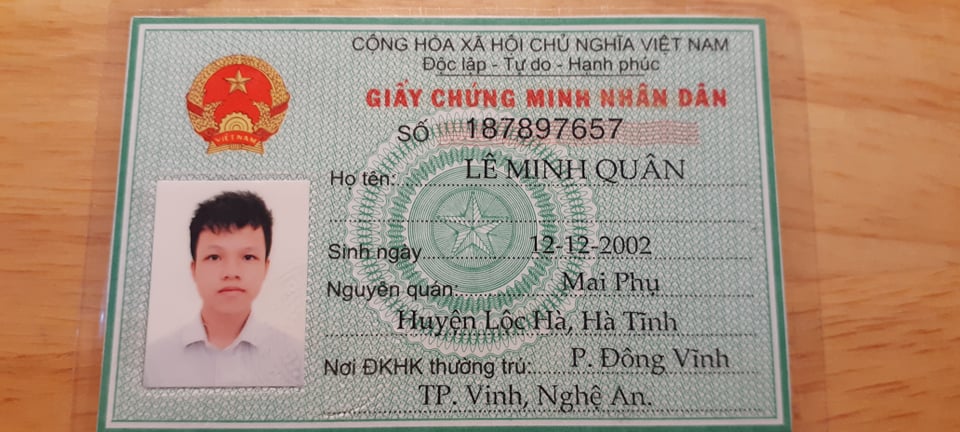 CỘNG HÒA XÃ HỘI CHỦ NGHĨA VIỆT NAM
Độc lập - Tự do - Hạnh phúc
GIẤY CHỨNG MINH NHÂN DÂN
SỐ 187897657
Họ tên: LÊ MINH QUÂN
Sinh ngày 12-12-2002
Nguyên quán: Mai Phụ
Huyện Lộc Hà, Hà Tĩnh
Nơi ĐKHK thường trú: P. Đông Vĩnh
TP. Vinh, Nghệ An.
VIỆT NAM